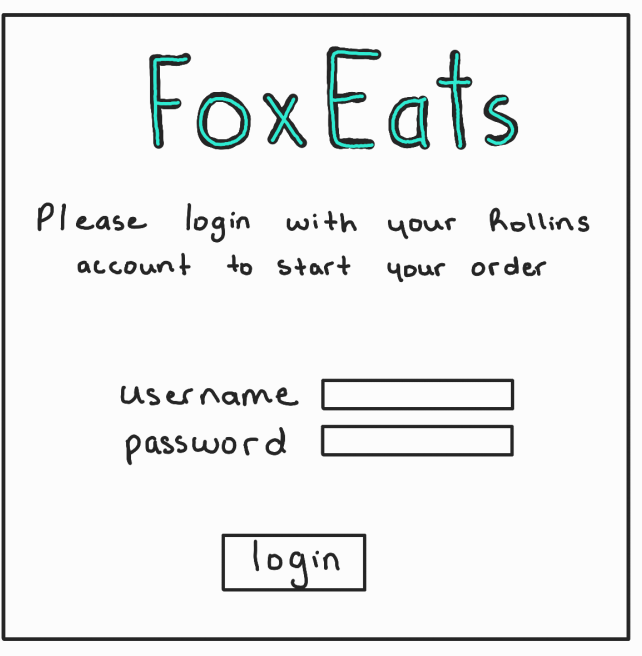 FoxEats
Please login with your Rollins
account to start your order
username
password
login